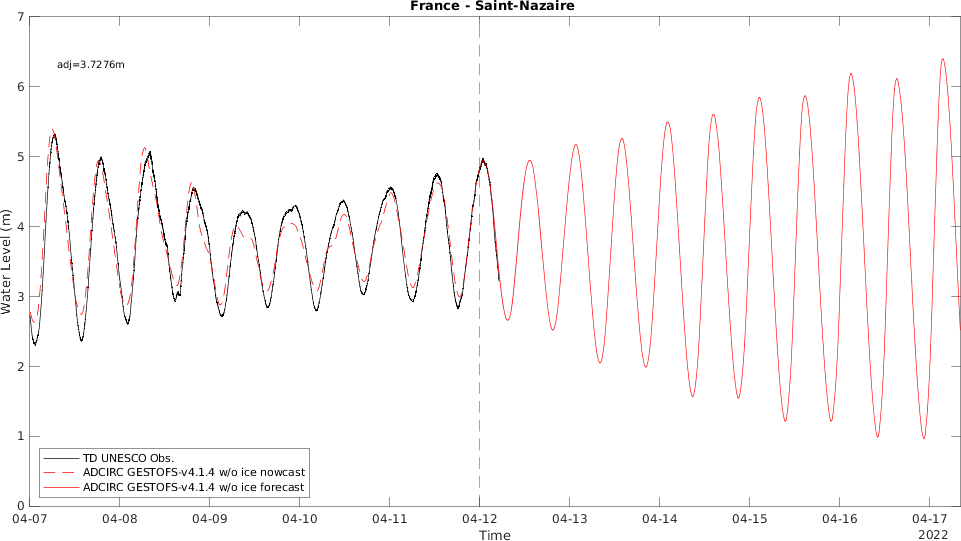 France - Saint-Nazaire
7
adj=3.7276m
6
5
4
Water Level (m)
3
2
1
TD UNESCO Obs.
ADCIRC GESTOFS-v4.1.4 w/o ice nowcast
ADCIRC GESTOFS-v4.1.4 w/o ice forecast
0
04-07 04-08 04-09 04-10 04-11 04-12 04-13 04-14 04-15 04-16 04-17
Time
2022